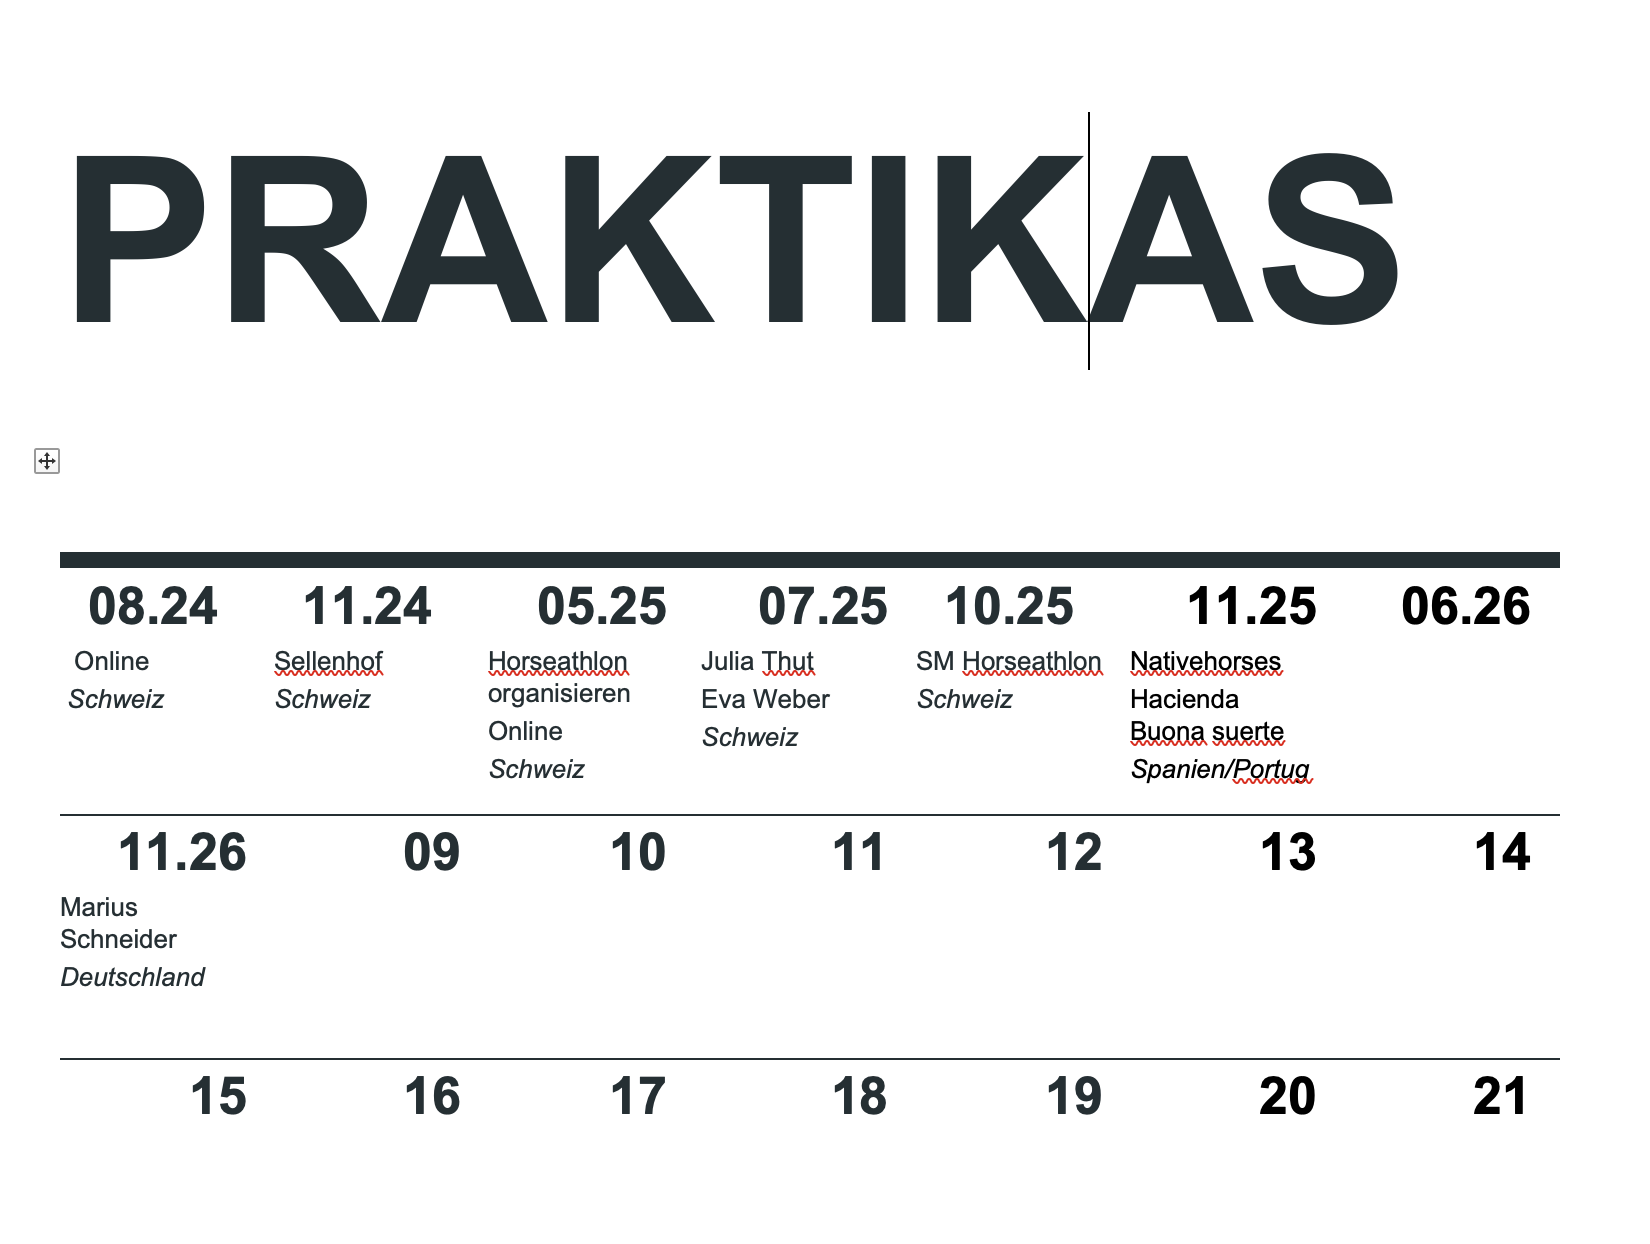 PRAKTIKAS
08.24 11.24 05.25 07.25 10.25 11.25 06.26
Online
Schweiz
Sellenhof
Schweiz
Horseathlon
organisieren
Online
Schweiz
Julia Thut
Eva Weber
Schweiz
SM Horseathlon
Schweiz
Nativehorses
Hacienda
Buona suerte
Spanien/Portug
11.26 09 10 11 12 13 14
Marius
Schneider
Deutschland
15 16 17 18 19 20 21